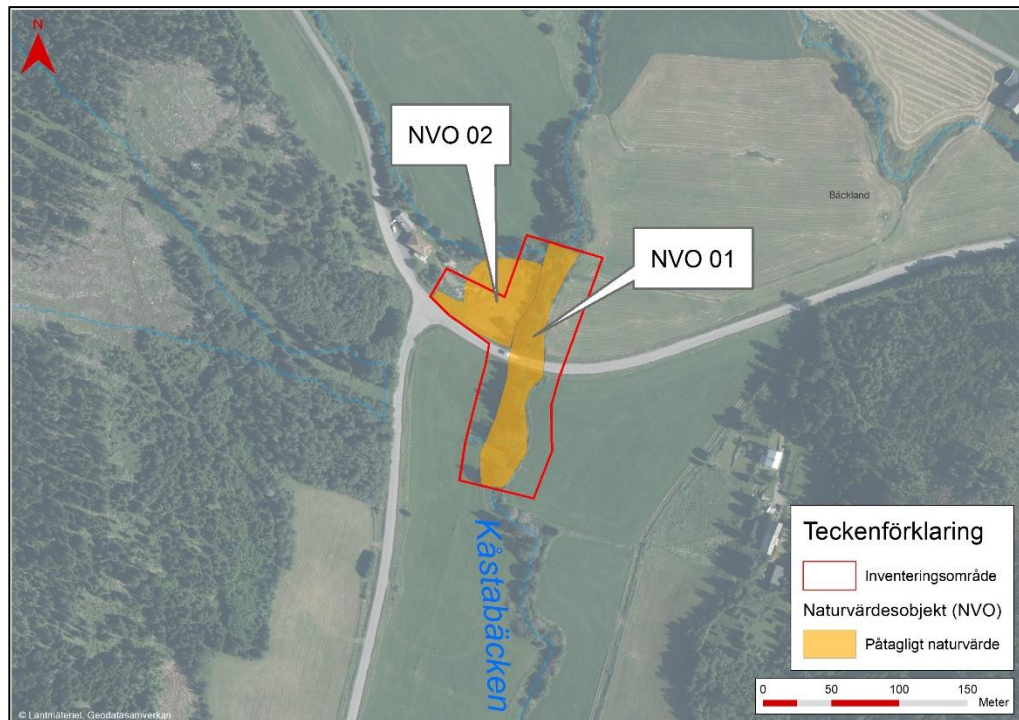 N
NVO 02
NVO 01
Bäckland
Kåstabäcken
Teckenförklaring
Inventeringsområde
Naturvärdesobjekt (NVO)
Påtagligt naturvärde
0 50 100 150
Meter
© Lantmäteriet, Geodatasamverkan